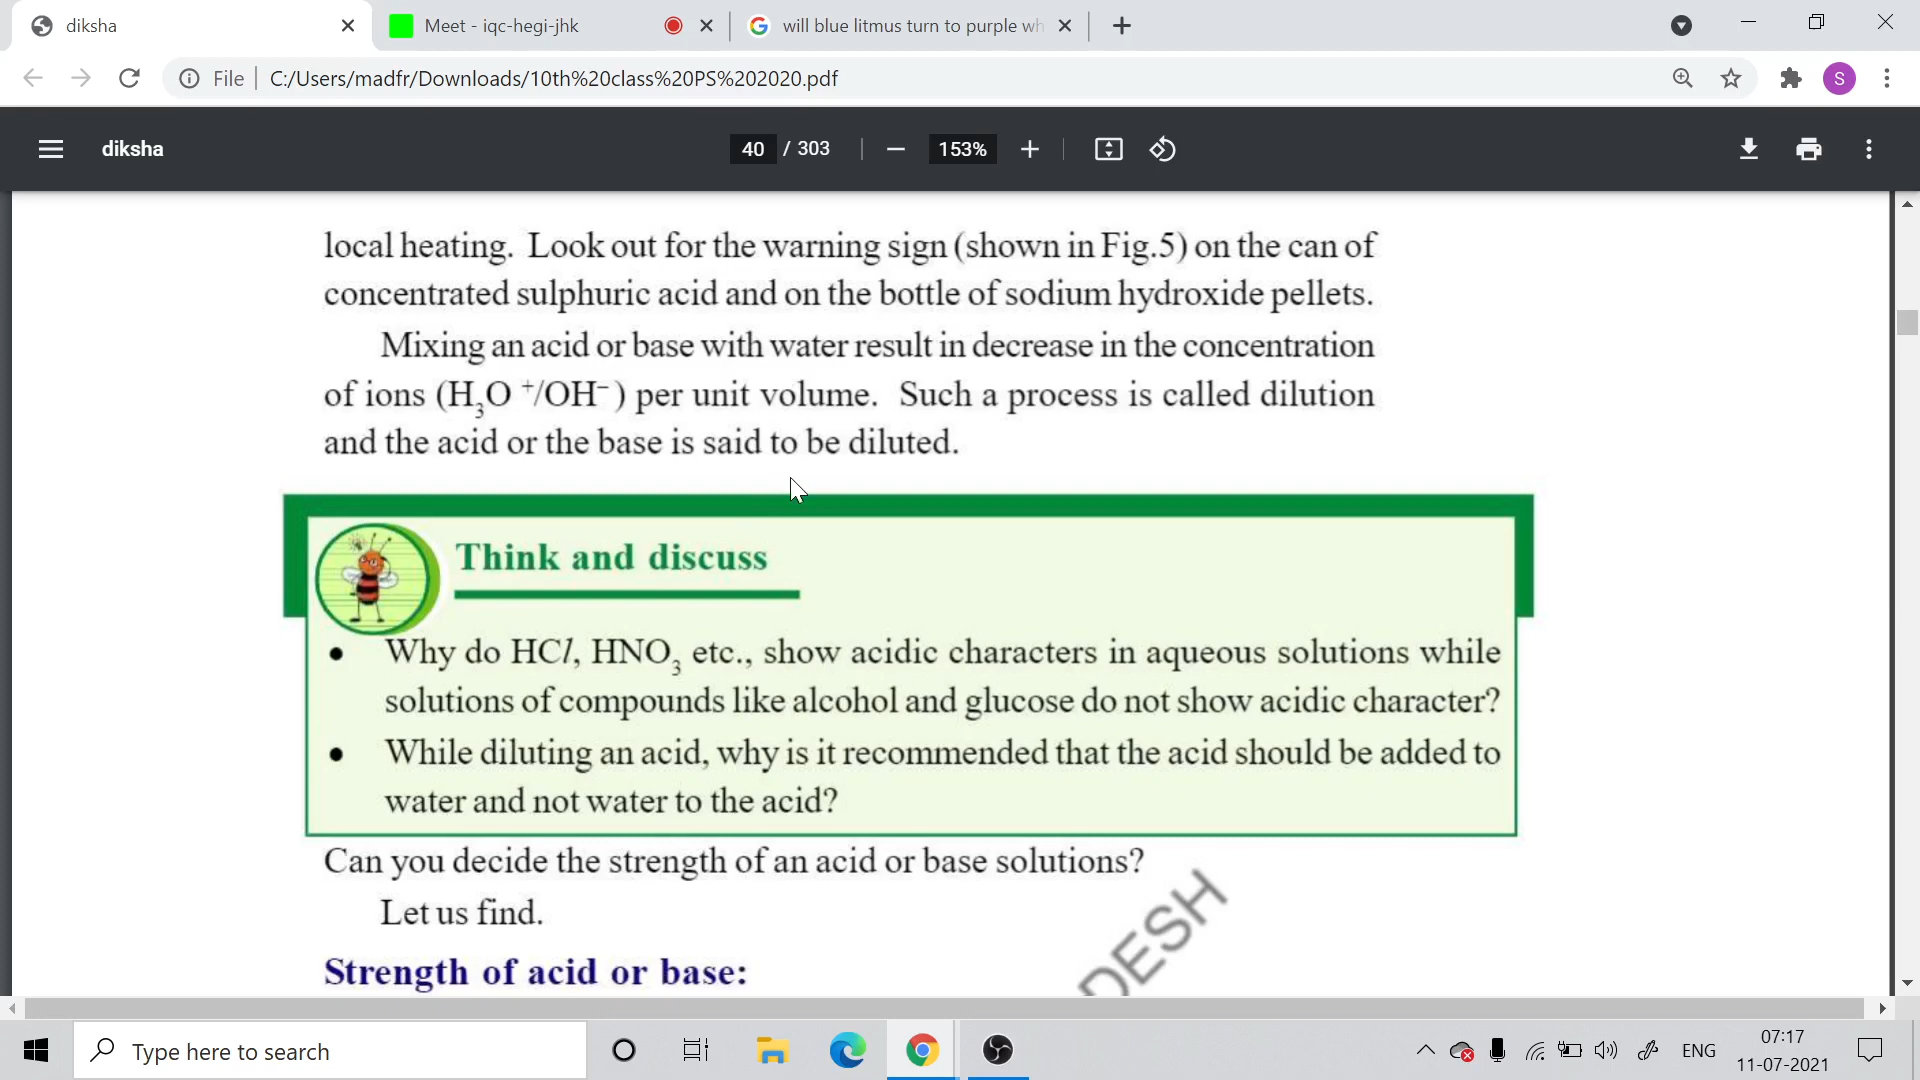 diksha
Meet - iqc-hegi-jhk
will blue litmus turn to purple wh
File
C:/Users/madfr/Downloads/10th%20class%20PS%202020.pdf
S
diksha
40 / 303
153%
local heating. Look out for the warning sign (shown in Fig.5) on the can of
concentrated sulphuric acid and on the bottle of sodium hydroxide pellets.
Mixing an acid or base with water result in decrease in the concentration
of ions (H₃O ⁺/OH⁻ ) per unit volume. Such a process is called dilution
and the acid or the base is said to be diluted.
Think and discuss
• Why do HCl, HNO₃ etc., show acidic characters in aqueous solutions while
solutions of compounds like alcohol and glucose do not show acidic character?
• While diluting an acid, why is it recommended that the acid should be added to
water and not water to the acid?
Can you decide the strength of an acid or base solutions?
Let us find.
DESH
Strength of acid or base:
Type here to search
ENG
07:17
11-07-2021